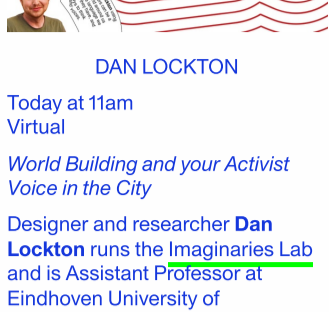 DAN LOCKTON
Today at 11am
Virtual
World Building and your Activist
Voice in the City
Designer and researcher Dan
Lockton runs the Imaginaries Lab
and is Assistant Professor at
Eindhoven University of